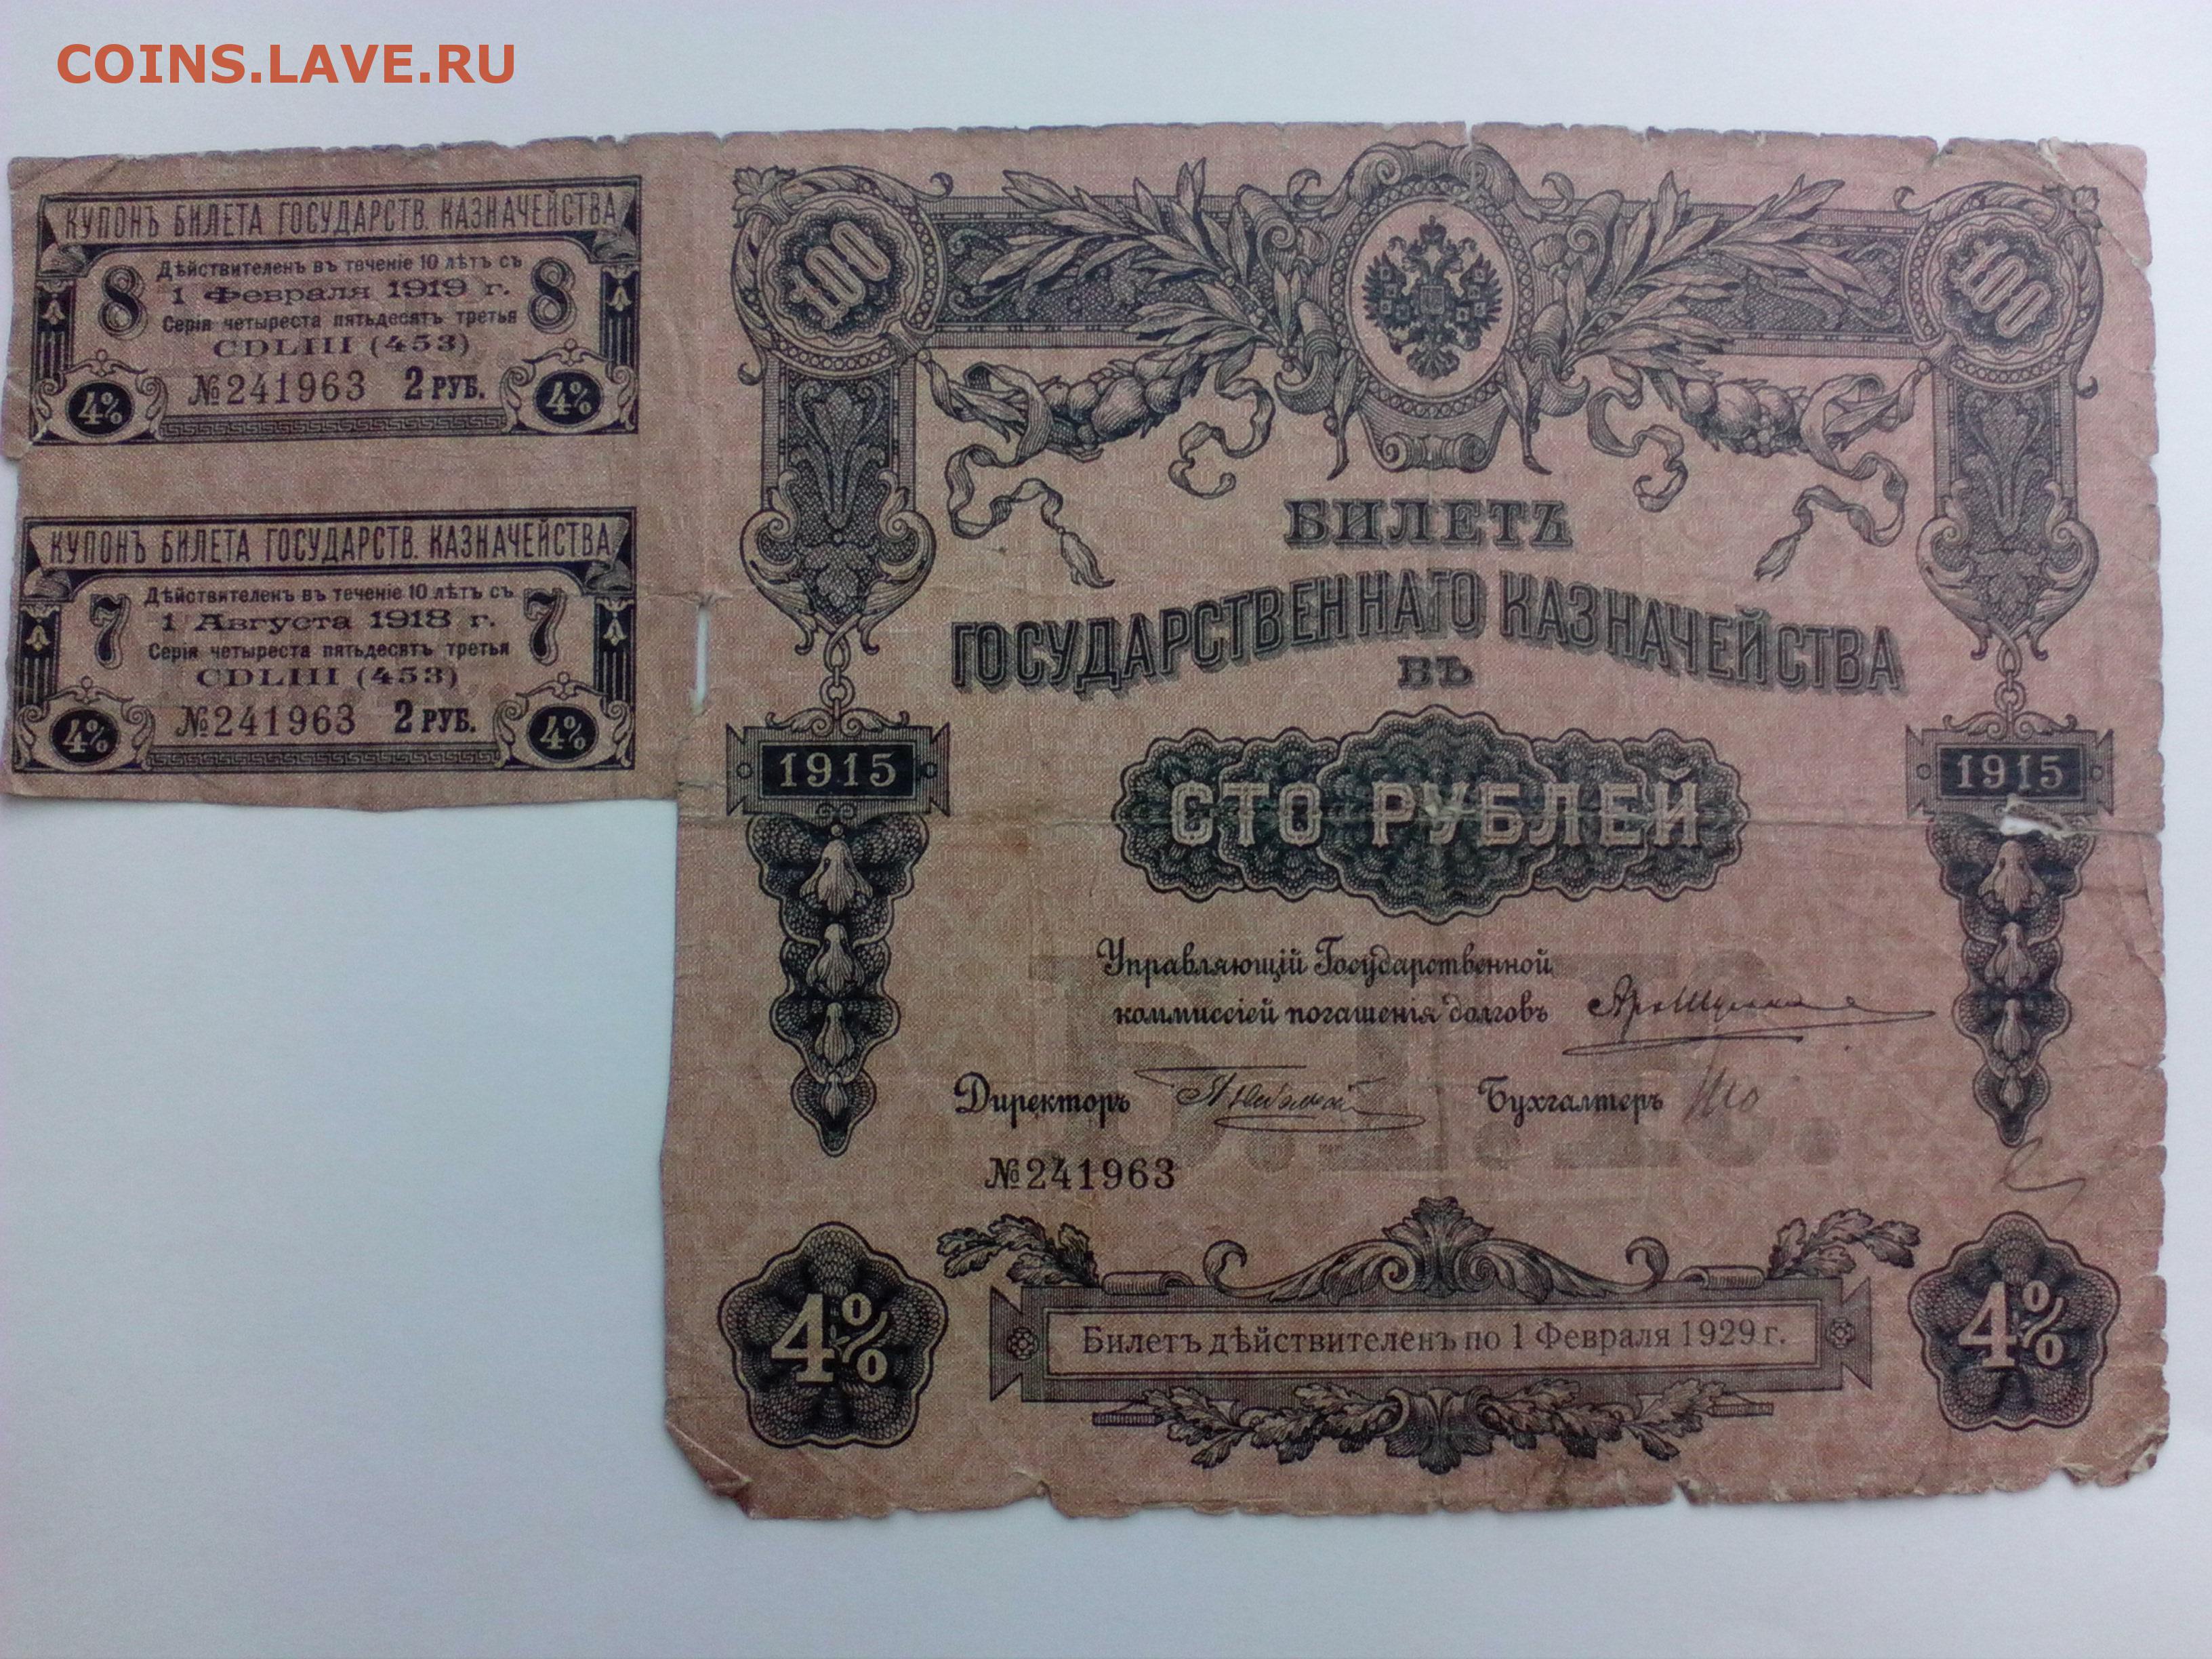 COINS.LAVE.RU
КУПОНЪ БИЛЕТА ГОСУДАРСТВ. КАЗНАЧЕЙСТВА
8 Дѣйствителенъ въ теченіе 10 лѣтъ съ 8
1 Февраля 1919 г.
Серія четыреста пятьдесятъ третья
CDLIII (453)
4% №241963 2 РУБ. 4%
КУПОНЪ БИЛЕТА ГОСУДАРСТВ. КАЗНАЧЕЙСТВА
7 Дѣйствителенъ въ теченіе 10 лѣтъ съ 7
1 Августа 1918 г.
Серія четыреста пятьдесятъ третья
CDLIII (453)
4% №241963 2 РУБ. 4%
100 100
БИЛЕТЪ
ГОСУДАРСТВЕННАГО КАЗНАЧЕЙСТВА
ВЪ
1915 1915
СТО РУБЛЕЙ
Управляющій Государственной
коммиссіей погашенія долговъ
Директоръ Бухгалтеръ
№241963
4% 4%
Билетъ дѣйствителенъ по 1 Февраля 1929 г.